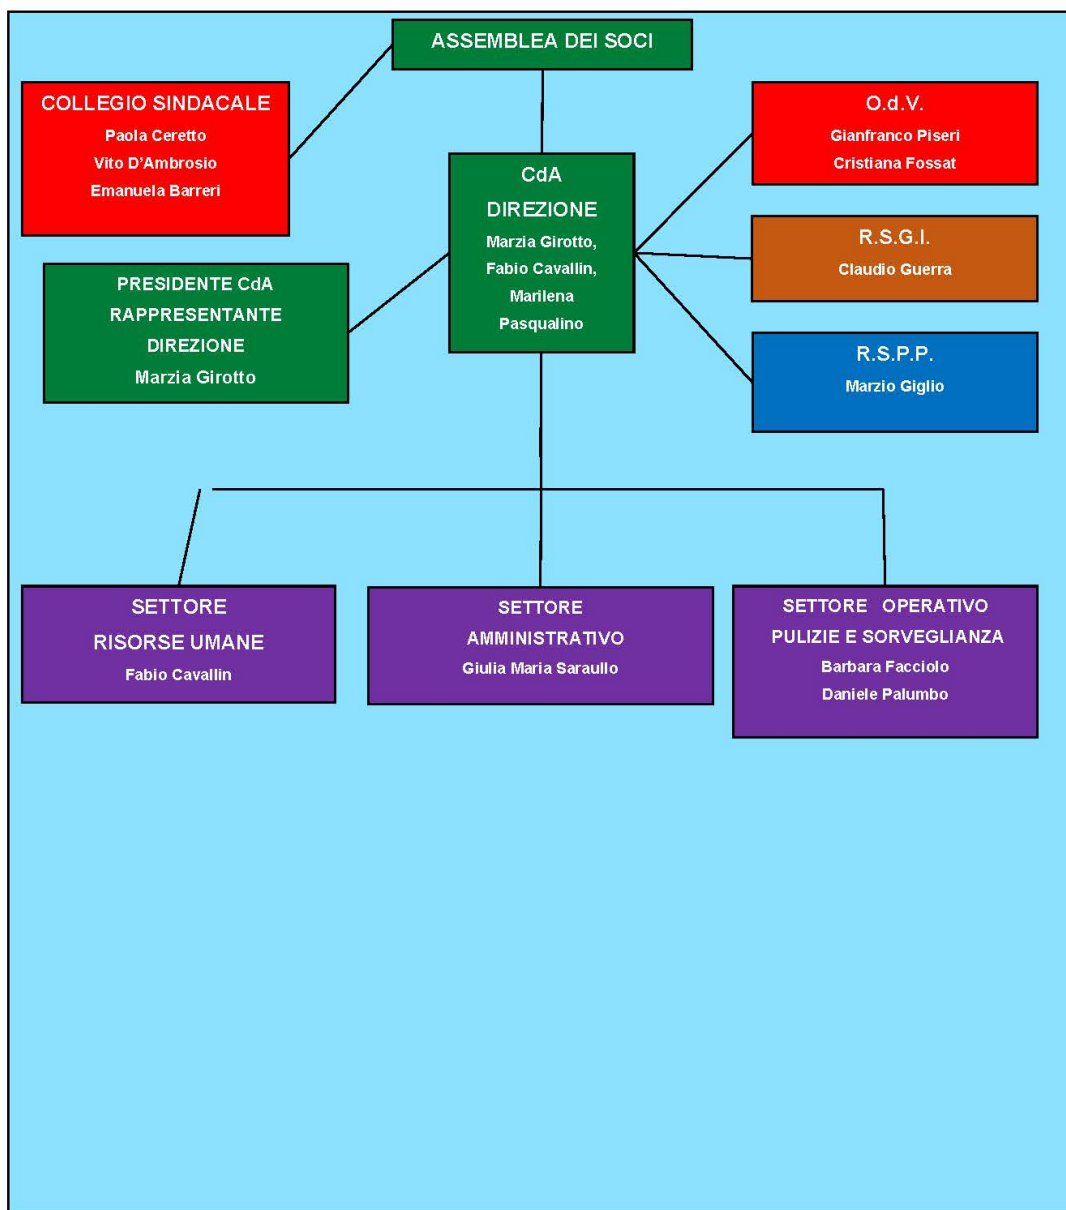 ASSEMBLEA DEI SOCI
COLLEGIO SINDACALE
Paola Ceretto
Vito D'Ambrosio
Emanuela Barreri
O.d.V.
Gianfranco Piseri
Cristiana Fossat
CdA
DIREZIONE
Marzia Girotto,
Fabio Cavallin,
Marilena
Pasqualino
R.S.G.I.
Claudio Guerra
PRESIDENTE CdA
RAPPRESENTANTE
DIREZIONE
Marzia Girotto
R.S.P.P.
Marzio Giglio
SETTORE
RISORSE UMANE
Fabio Cavallin
SETTORE
AMMINISTRATIVO
Giulia Maria Saraullo
SETTORE OPERATIVO
PULIZIE E SORVEGLIANZA
Barbara Facciolo
Daniele Palumbo